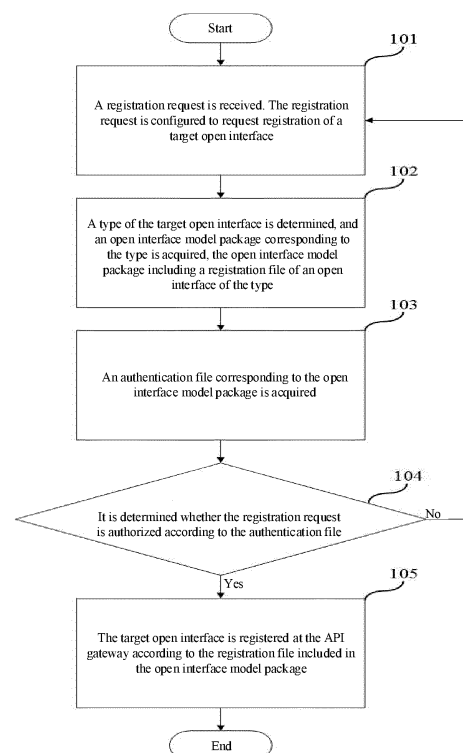 Start
101
A registration request is received. The registration
request is configured to request registration of a
target open interface
102
A type of the target open interface is determined, and
an open interface model package corresponding to
the type is acquired, the open interface model
package including a registration file of an open
interface of the type
103
An authentication file corresponding to the open
interface model package is acquired
104
It is determined whether the registration request
is authorized according to the authentication file
No
Yes
105
The target open interface is registered at the API
gateway according to the registration file included in
the open interface model package
End